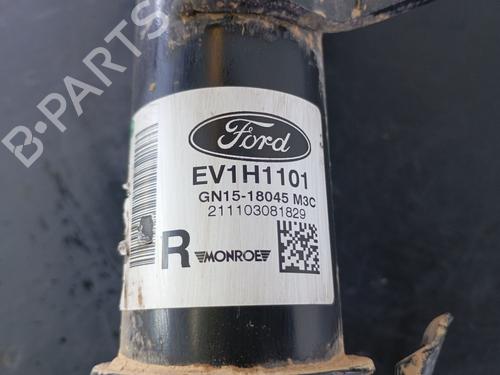 B-PARTS
Ford
EV1H1101
GN15-18045 M3C
211103081829
R MONROE